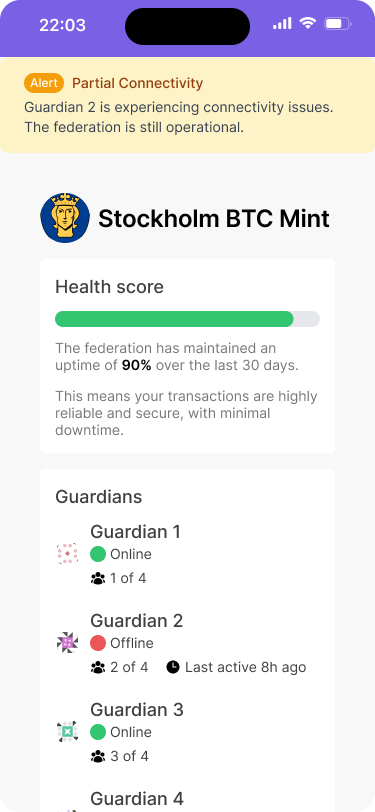 22:03
Alert Partial Connectivity
Guardian 2 is experiencing connectivity issues.
The federation is still operational.
Stockholm BTC Mint
Health score
The federation has maintained an
uptime of 90% over the last 30 days.
This means your transactions are highly
reliable and secure, with minimal
downtime.
Guardians
Guardian 1
Online
1 of 4
Guardian 2
Offline
2 of 4 Last active 8h ago
Guardian 3
Online
3 of 4
Guardian 4